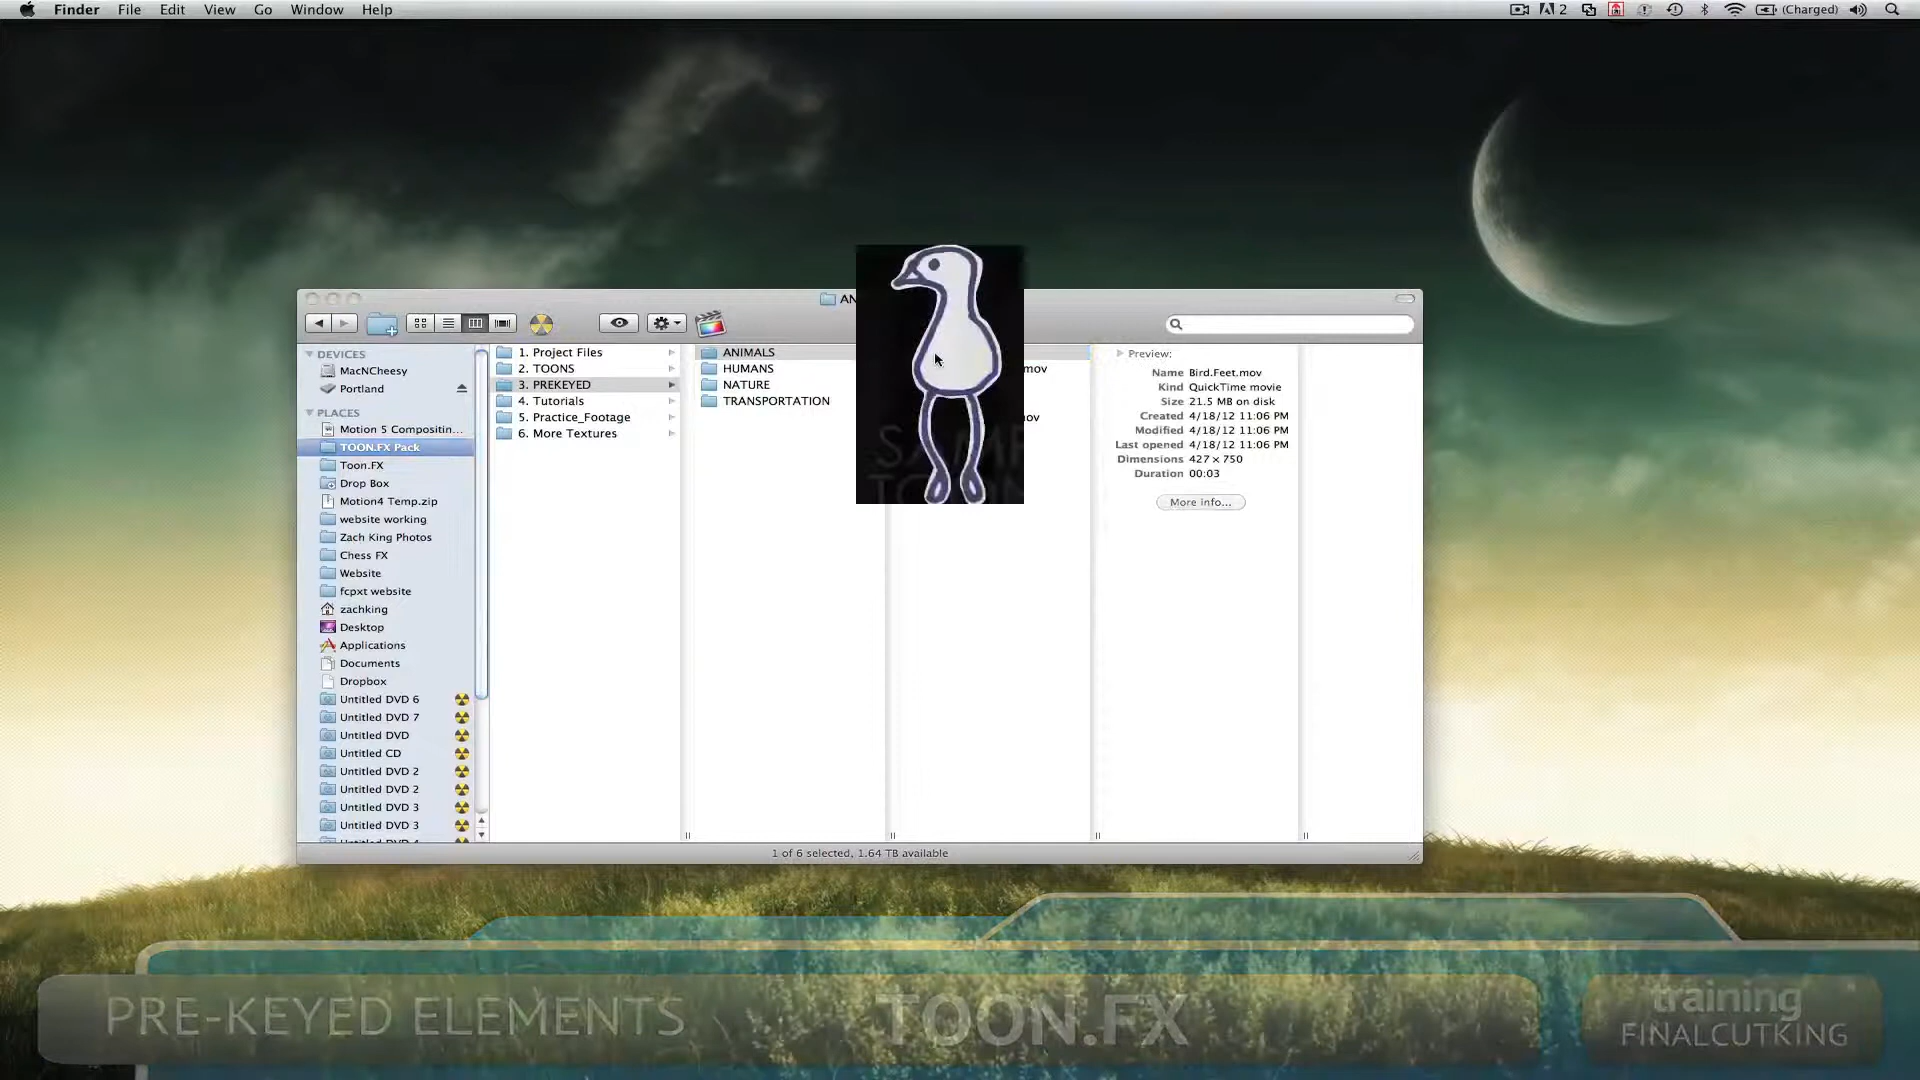 Finder File Edit View Go Window Help
2 (Charged)
AN
DEVICES
MacNCheesy
Portland
PLACES
Motion 5 Compositin...
TOON.FX Pack
Toon.FX
Drop Box
Motion4 Temp.zip
website working
Zach King Photos
Chess FX
Website
fcpxt website
zachking
Desktop
Applications
Documents
Dropbox
Untitled DVD 6
Untitled DVD 7
Untitled DVD
Untitled CD
Untitled DVD 2
Untitled DVD 2
Untitled DVD 3
Untitled DVD 3
1. Project Files
2. TOONS
3. PREKEYED
4. Tutorials
5. Practice_Footage
6. More Textures
ANIMALS
HUMANS
NATURE
TRANSPORTATION
mov
Preview:
Name Bird.Feet.mov
Kind QuickTime movie
Size 21.5 MB on disk
Created 4/18/12 11:06 PM
Modified 4/18/12 11:06 PM
Last opened 4/18/12 11:06 PM
Dimensions 427 × 750
Duration 00:03
More info...
1 of 6 selected, 1.64 TB available
PRE-KEYED ELEMENTS
TOON.FX
training
FINALCUTKING